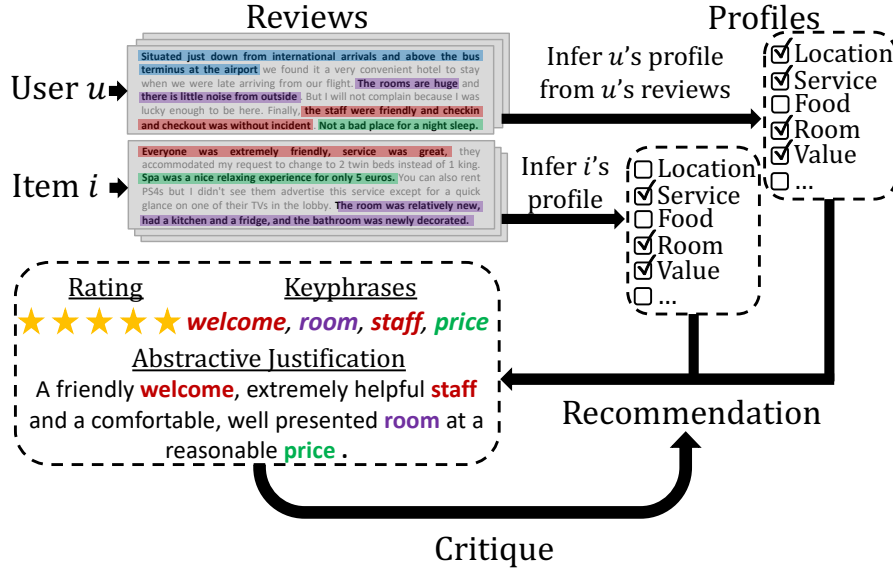 Reviews
Profiles
User u
Situated just down from international arrivals and above the bus
terminus at the airport we found it a very convenient hotel to stay
when we were late arriving from our flight. The rooms are huge and
there is little noise from outside. But I will not complain because I was
lucky enough to be here. Finally, the staff were friendly and checkin
and checkout was without incident. Not a bad place for a night sleep.
Infer u's profile
from u's reviews
Location
Service
Food
Room
Value
...
Item i
Everyone was extremely friendly, service was great, they
accommodated my request to change to 2 twin beds instead of 1 king.
Spa was a nice relaxing experience for only 5 euros. You can also rent
PS4s but I didn't see them advertise this service except for a quick
glance on one of their TVs in the lobby. The room was relatively new,
had a kitchen and a fridge, and the bathroom was newly decorated.
Infer i's
profile
Location
Service
Food
Room
Value
...
Rating
Keyphrases
welcome, room, staff, price
Abstractive Justification
A friendly welcome, extremely helpful staff
and a comfortable, well presented room at a
reasonable price .
Recommendation
Critique